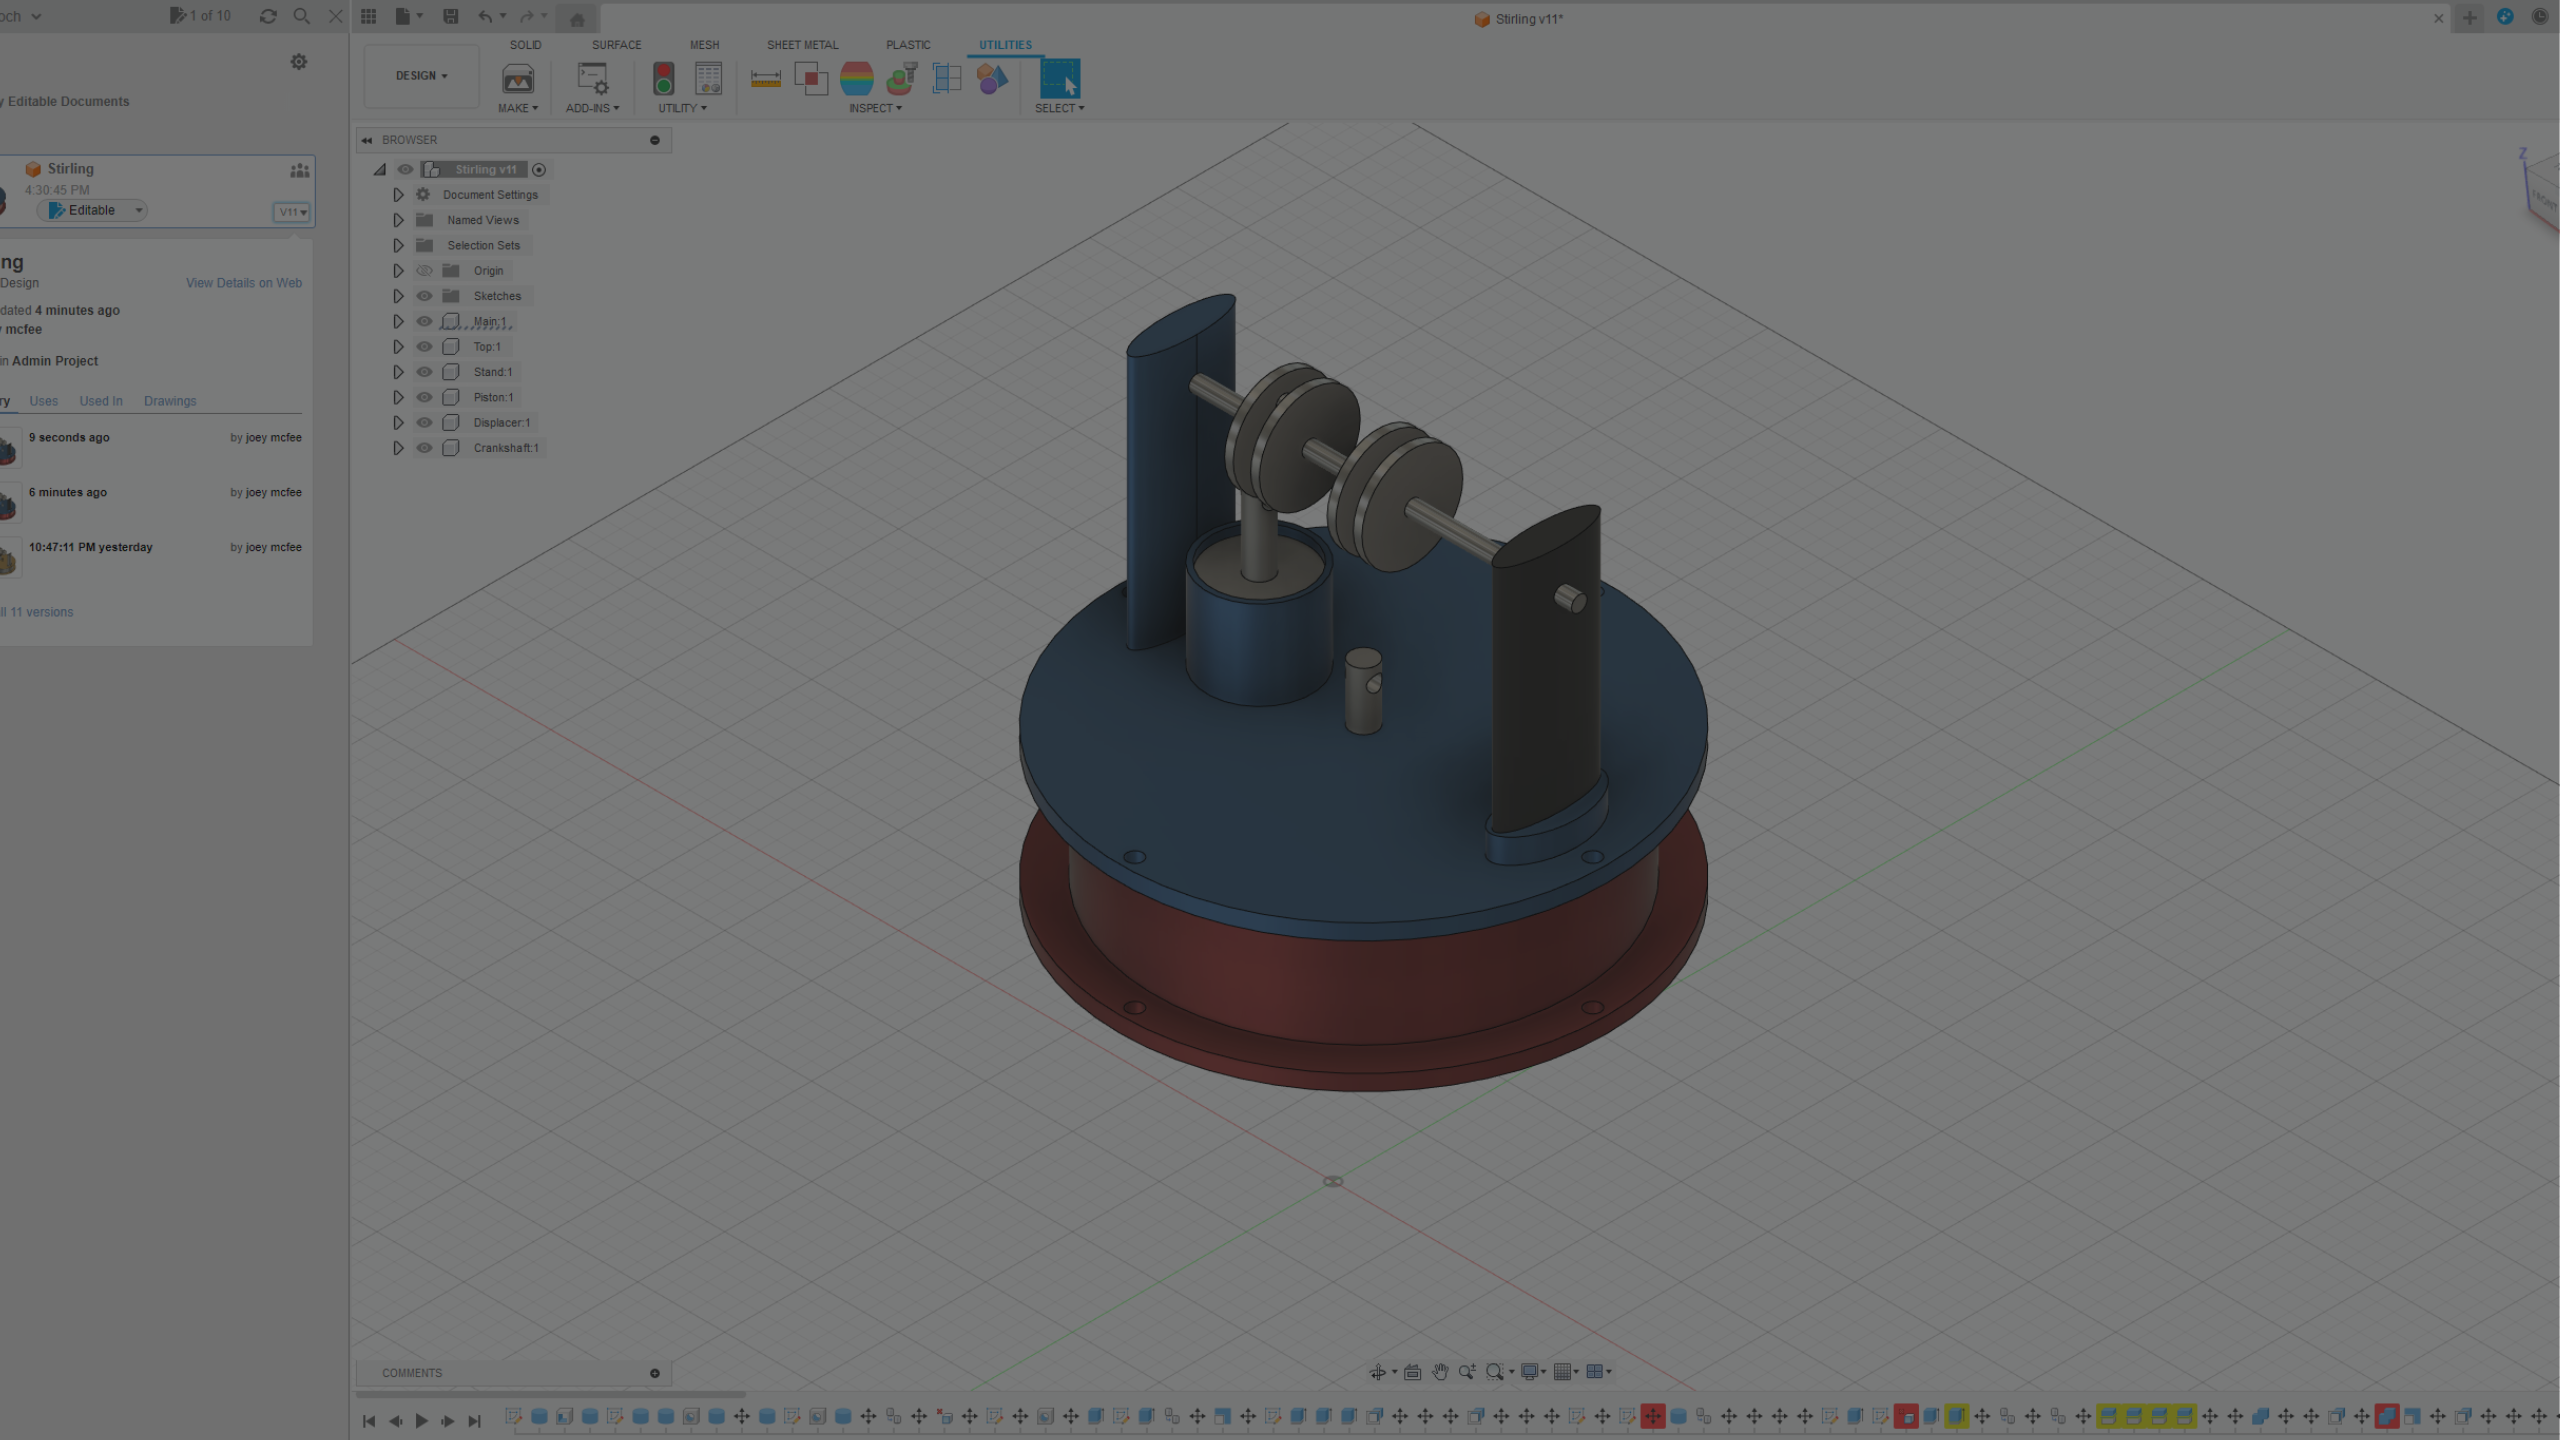 och
1 of 10
Editable Documents
Stirling
4:30:45 PM
Editable
V11
ng
Design
View Details on Web
dated 4 minutes ago
mcfee
in Admin Project
ry Uses Used In Drawings
9 seconds ago by joey mcfee
6 minutes ago by joey mcfee
10:47:11 PM yesterday by joey mcfee
ll 11 versions
Stirling v11*
SOLID SURFACE MESH SHEET METAL PLASTIC UTILITIES
DESIGN
MAKE ADD-INS UTILITY INSPECT SELECT
BROWSER
Stirling v11
Document Settings
Named Views
Selection Sets
Origin
Sketches
Main:1
Top:1
Stand:1
Piston:1
Displacer:1
Crankshaft:1
Z
FRONT
COMMENTS